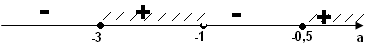 - + - +
-3 -1 -0,5 a